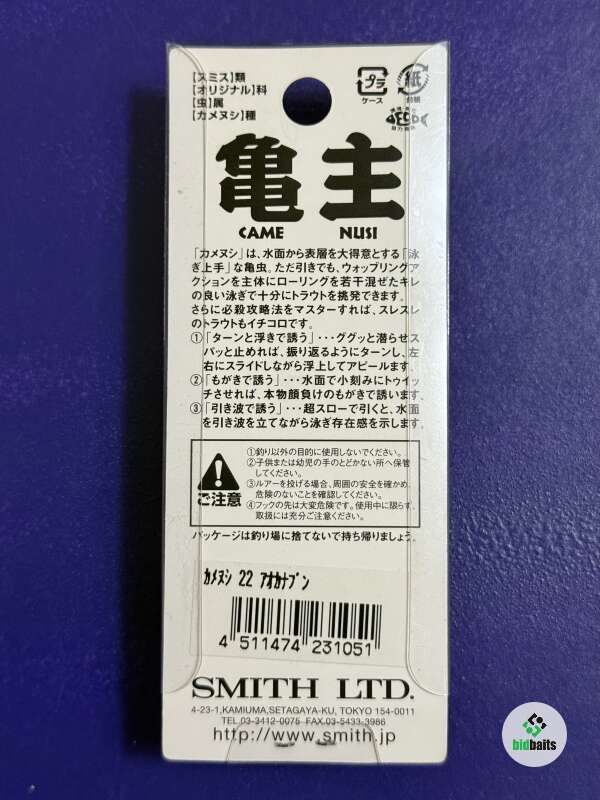 【スミス】類
【オリジナル】科
【虫】属
【カメヌシ】種
プラ
ケース
紙
台紙
亀主
CAME NUSI
「カメヌシ」は、水面から表層を大得意とする「泳
ぎ上手」な亀虫。ただ引きでも、ウォッブリングア
クションを主体にローリングを若干混ぜたキレ
の良い泳ぎで十分にトラウトを挑発できます。
さらに必殺攻略法をマスターすれば、スレスレ
のトラウトもイチコロです。
①「ターンと浮きで誘う」･･･ググッと潜らせス
パッと止めれば、振り返るようにターンし、左
右にスライドしながら浮上してアピールます。
②「もがきで誘う」･･･水面で小刻みにトウィッ
チさせれば、本物顔負けのもがきで誘います。
③「引き波で誘う」･･･超スローで引くと、水面
を引き波を立てながら泳ぎ存在感を示します。
ご注意
①釣り以外の目的に使用しないでください。
②子供または幼児の手のとどかない所へ保管
してください。
③ルアーを投げる場合、周囲の安全を確かめ、
危険のないことを確認してください。
④フックの先は大変危険です。使用中に限らず、
取扱には充分ご注意ください。
パッケージは釣り場に捨てないで持ち帰りましょう。
カメヌシ 22 アオカナブン
4 511474 231051
SMITH LTD.
4-23-1,KAMIUMA,SETAGAYA-KU, TOKYO 154-0011
TEL.03-3412-0075 FAX.03-5433-3986
http://www.smith.jp
bidbaits